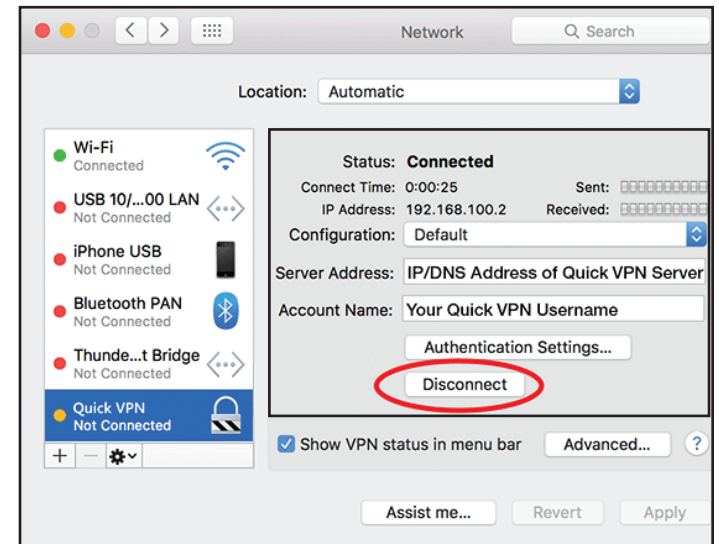 Network
Search
Location: Automatic
Wi-Fi
Connected
USB 10/...00 LAN
Not Connected
iPhone USB
Not Connected
Bluetooth PAN
Not Connected
Thunde...t Bridge
Not Connected
Quick VPN
Not Connected
Status: Connected
Connect Time: 0:00:25 Sent:
IP Address: 192.168.100.2 Received:
Configuration: Default
Server Address: IP/DNS Address of Quick VPN Server
Account Name: Your Quick VPN Username
Authentication Settings...
Disconnect
Show VPN status in menu bar Advanced... ?
Assist me... Revert Apply